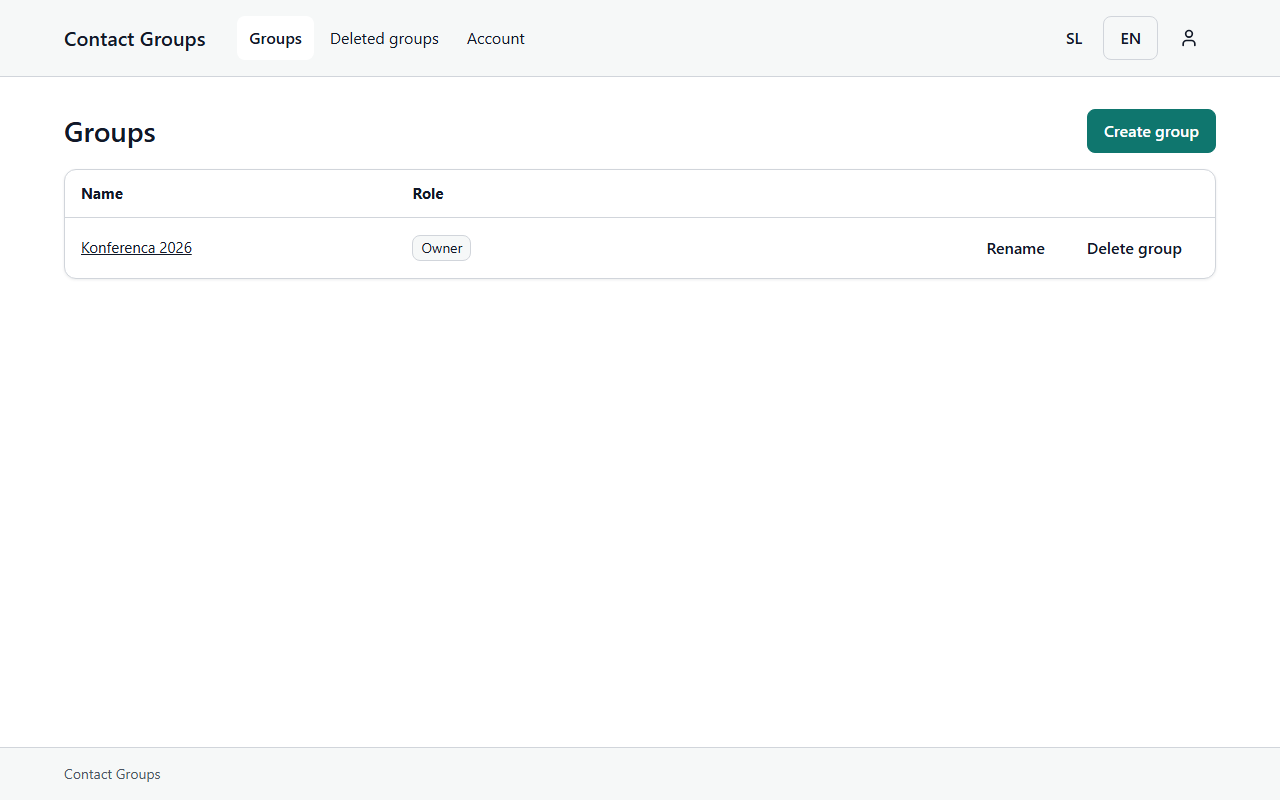 Contact Groups Groups Deleted groups Account SL EN
Groups Create group
Name Role
Konferenca 2026 Owner Rename Delete group
Contact Groups